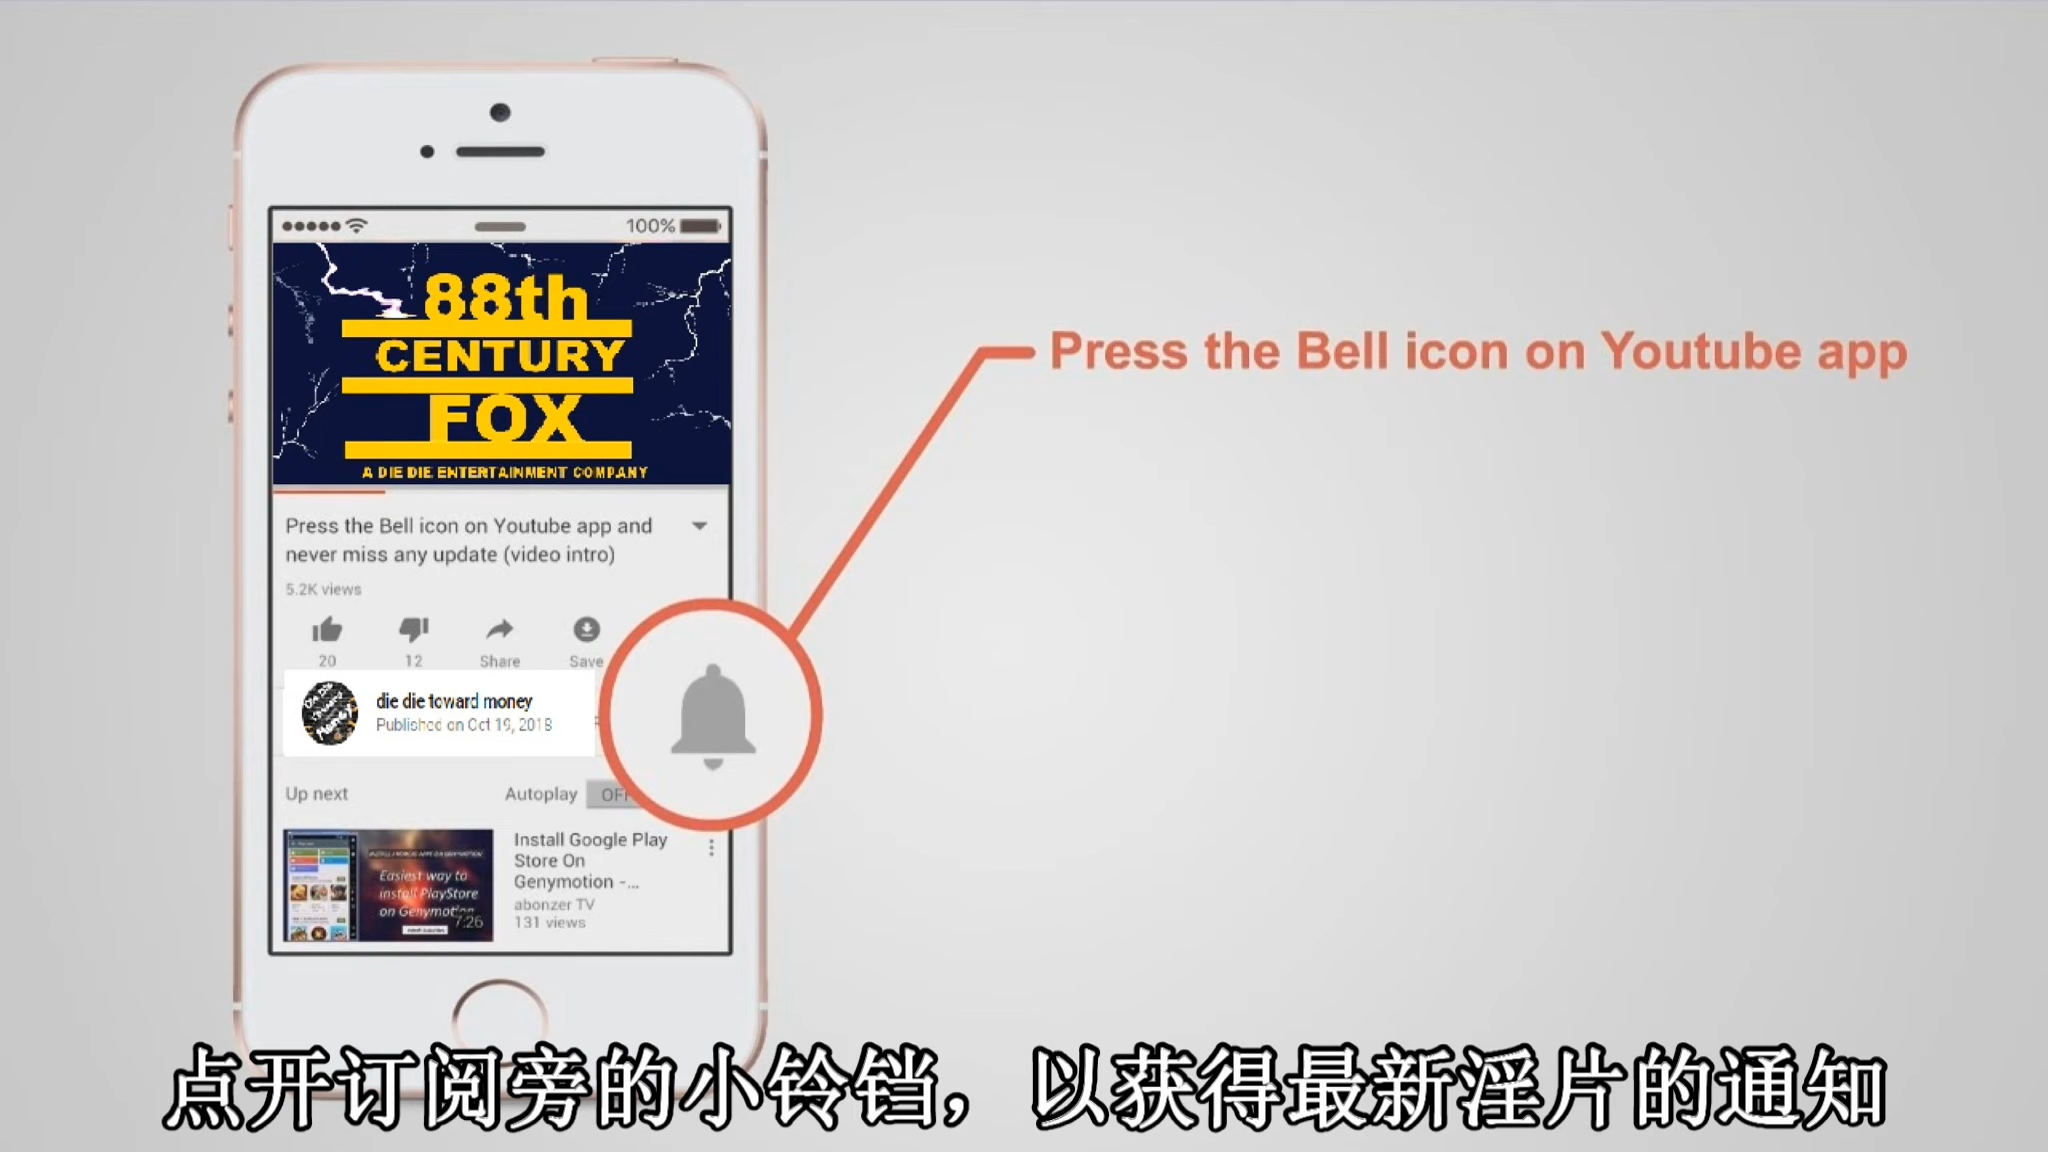 100%
88th
CENTURY
FOX
A DIE DIE ENTERTAINMENT COMPANY
Press the Bell icon on Youtube app
Press the Bell icon on Youtube app and
never miss any update (video intro)
5.2K views
20
12
Share
Save
die die toward money
Published on Oct 19, 2018
Up next
Autoplay
OFF
Install Google Play
Store On
Genymotion -...
abonzer TV
131 views
Easiest way to
install PlayStore
on Genymotion
7:26
点开订阅旁的小铃铛，以获得最新淫片的通知